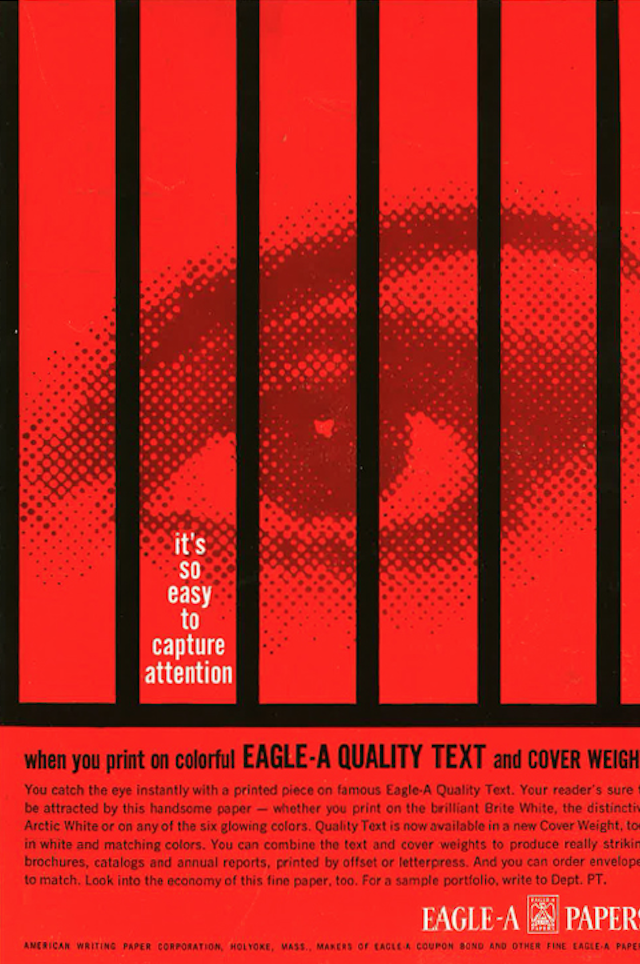 it's
so
easy
to
capture
attention
when you print on colorful EAGLE-A QUALITY TEXT and COVER WEIGH
You catch the eye instantly with a printed piece on famous Eagle-A Quality Text. Your reader's sure
be attracted by this handsome paper — whether you print on the brilliant Brite White, the distinctiv
Arctic White or on any of the six glowing colors. Quality Text is now available in a new Cover Weight, too
in white and matching colors. You can combine the text and cover weights to produce really strikin
brochures, catalogs and annual reports, printed by offset or letterpress. And you can order envelope
to match. Look into the economy of this fine paper, too. For a sample portfolio, write to Dept. PT.
EAGLE-A EAGLE-A PAPERS PAPERS
AMERICAN WRITING PAPER CORPORATION, HOLYOKE, MASS., MAKERS OF EAGLE-A COUPON BOND AND OTHER FINE EAGLE-A PAPE